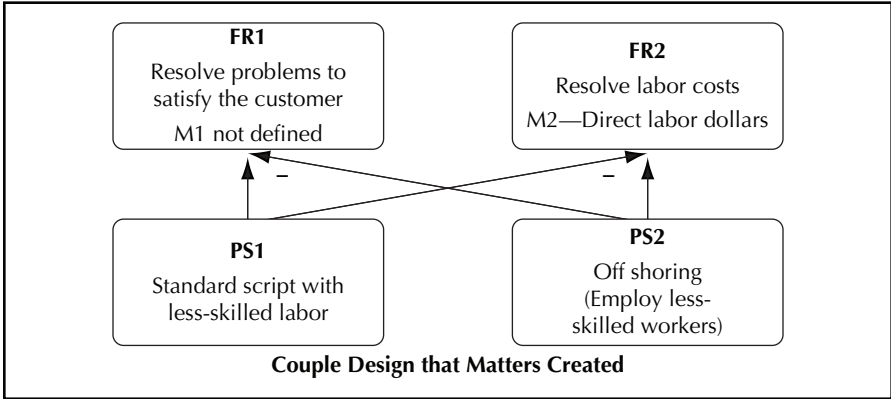 FR1
Resolve problems to
satisfy the customer
M1 not defined
FR2
Resolve labor costs
M2—Direct labor dollars
–
–
PS1
Standard script with
less-skilled labor
PS2
Off shoring
(Employ less-
skilled workers)
Couple Design that Matters Created